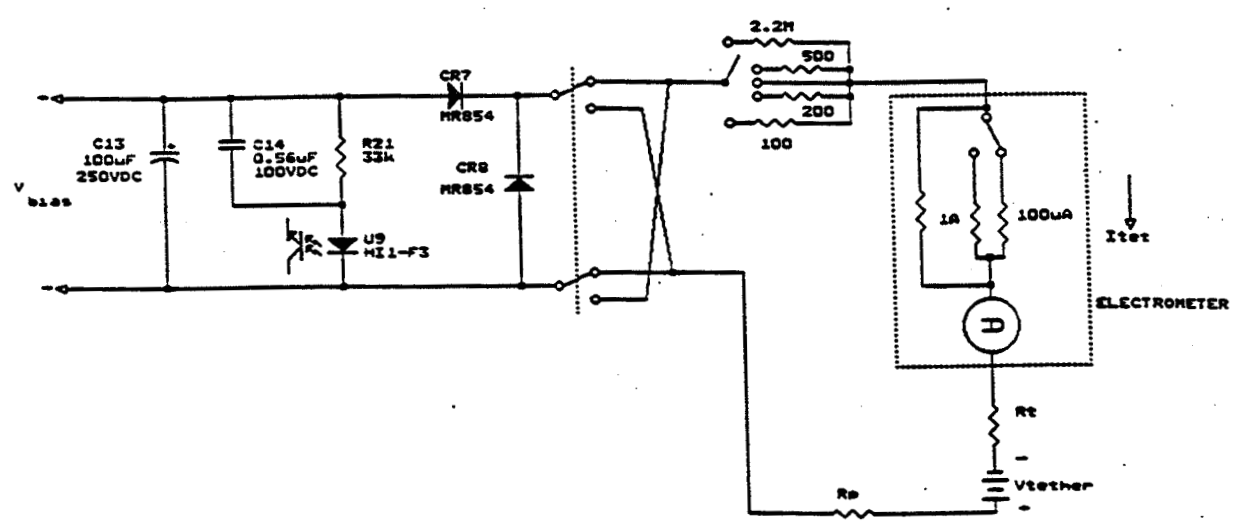 2.2M
500
200
100
CR7
MR854
C13
100uF
250VDC
C14
0.56uF
100VDC
R21
33k
CR8
MR854
V
bias
U9
MI1-F3
1A
100uA
Itet
ELECTROMETER
A
Rt
-
Vtether
+
Rp